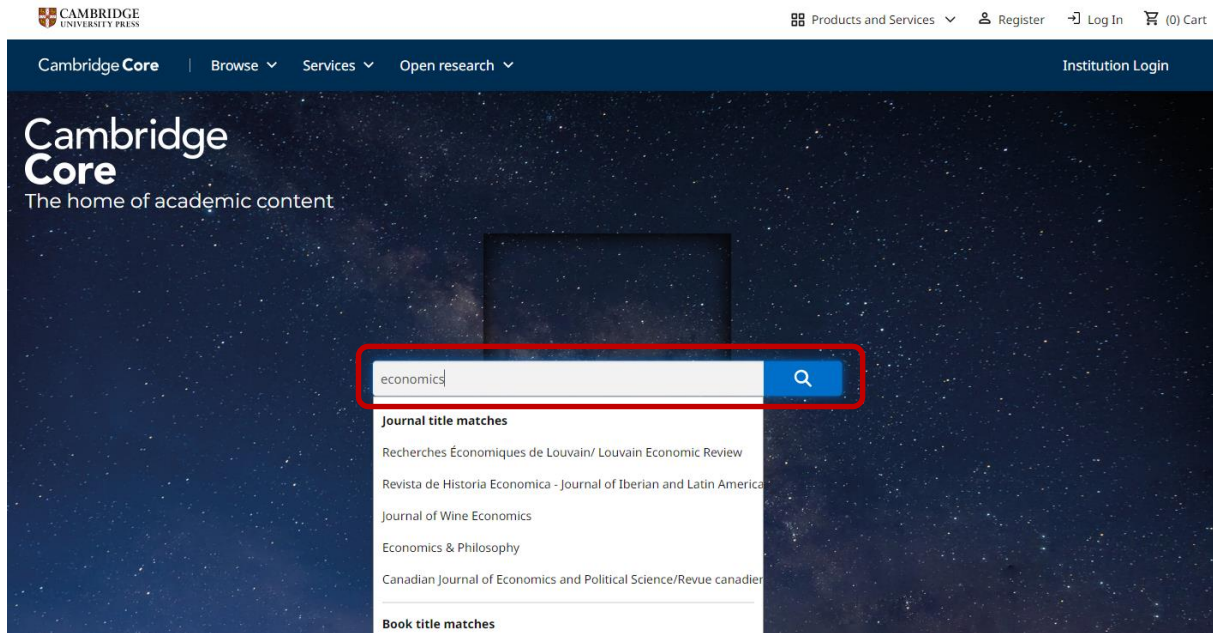 CAMBRIDGE
UNIVERSITY PRESS
Products and Services
Register
Log In
(0) Cart
Cambridge Core
Browse
Services
Open research
Institution Login
Cambridge
Core
The home of academic content
economics
Journal title matches
Recherches Économiques de Louvain/ Louvain Economic Review
Revista de Historia Economica - Journal of Iberian and Latin America
Journal of Wine Economics
Economics & Philosophy
Canadian Journal of Economics and Political Science/Revue canadien
Book title matches